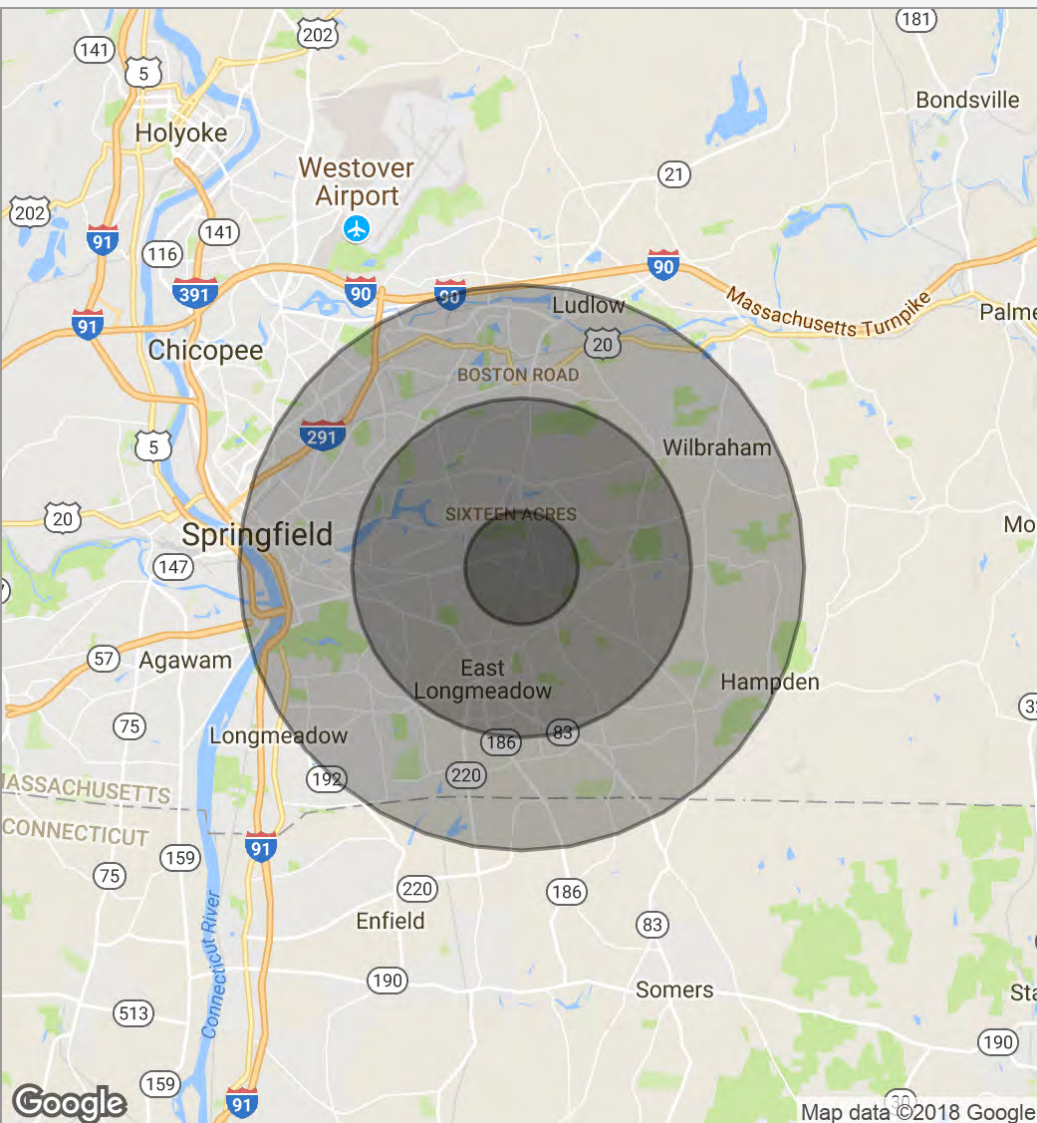 181
202
141
5
Bondsville
Holyoke
Westover
Airport
21
202
141
91
116
90
391
90
90
Ludlow
Massachusetts Turnpike
Palme
91
20
Chicopee
BOSTON ROAD
291
5
Wilbraham
20
SIXTEEN ACRES
Mo
Springfield
147
57
Agawam
East
Longmeadow
Hampden
75
Longmeadow
83
186
192
220
MASSACHUSETTS
CONNECTICUT
91
159
75
220
186
Enfield
83
Connecticut River
190
Somers
Sta
513
190
159
91
30
Google
Map data ©2018 Google